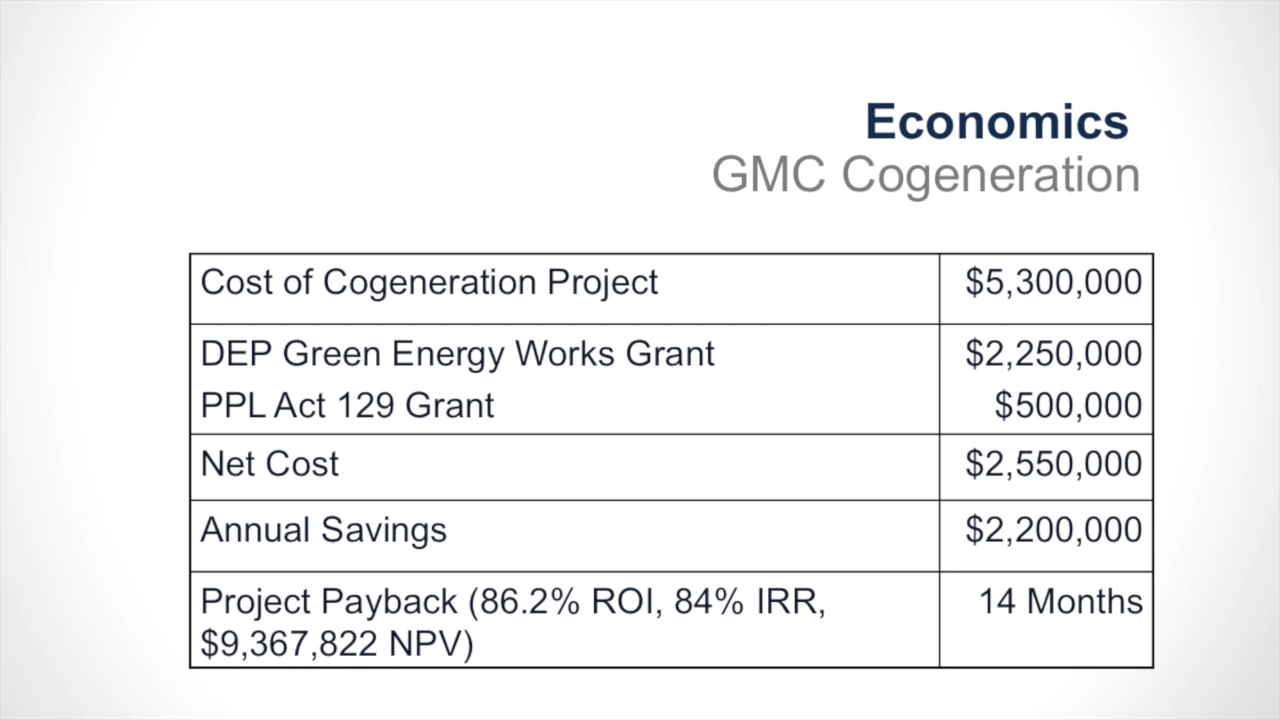 Economics
GMC Cogeneration
Cost of Cogeneration Project $5,300,000
DEP Green Energy Works Grant $2,250,000
PPL Act 129 Grant $500,000
Net Cost $2,550,000
Annual Savings $2,200,000
Project Payback (86.2% ROI, 84% IRR, 14 Months
$9,367,822 NPV)